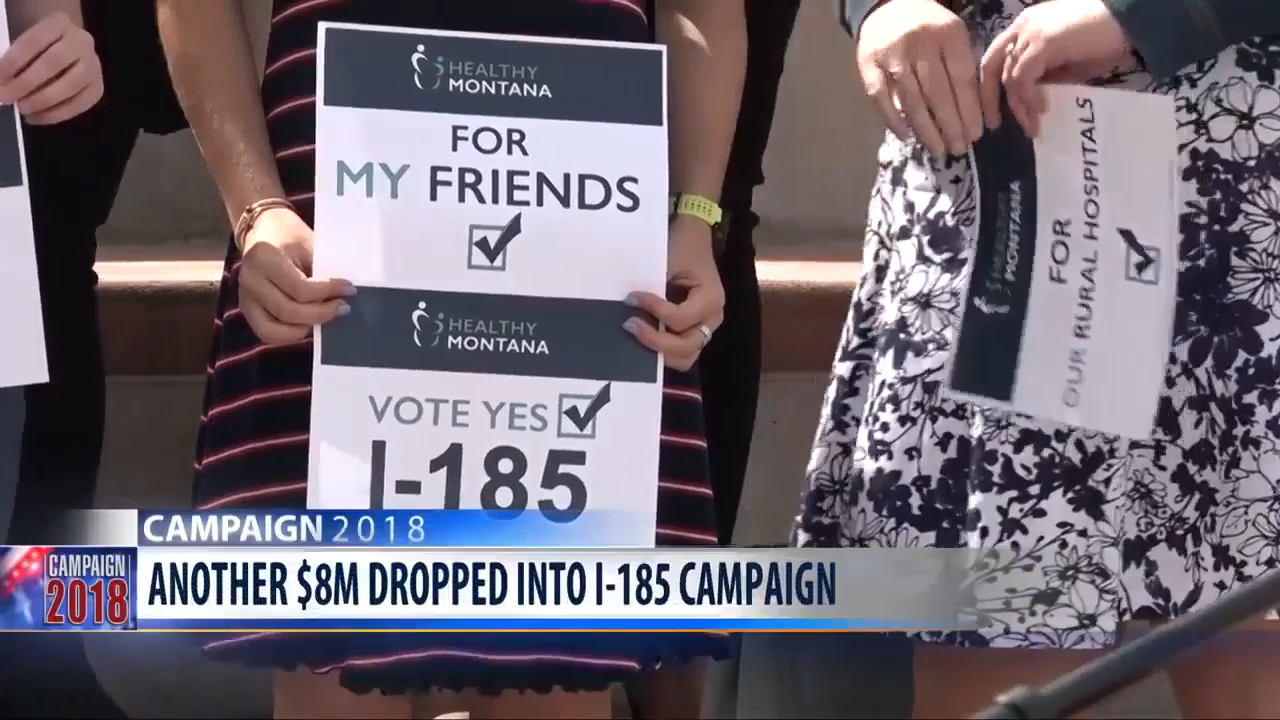 HEALTHY
MONTANA
FOR
MY FRIENDS
HEALTHY
MONTANA
VOTE YES
I-185
HEALTHY
MONTANA
FOR
OUR RURAL HOSPITALS
CAMPAIGN 2018
CAMPAIGN
2018
ANOTHER $8M DROPPED INTO I-185 CAMPAIGN